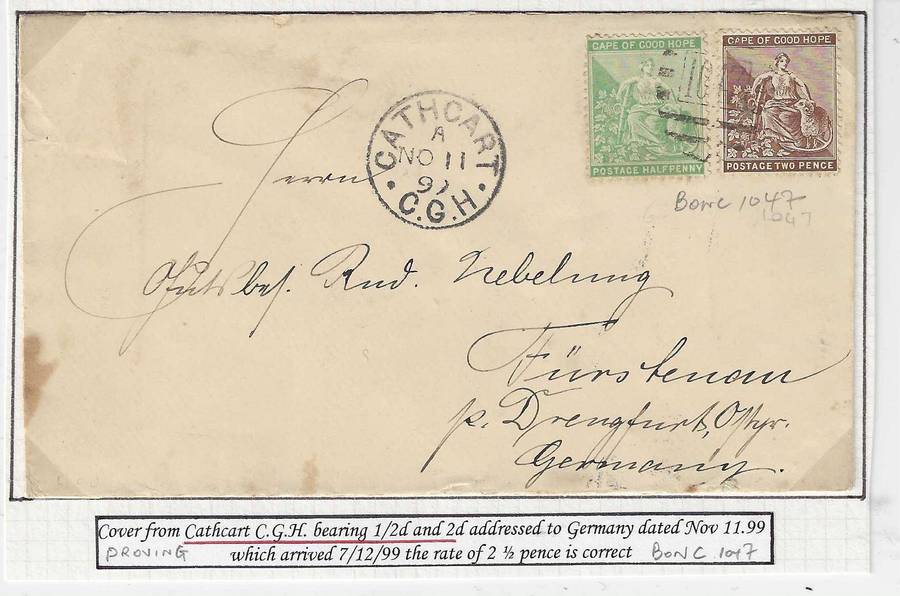 CAPE OF GOOD HOPE
POSTAGE HALFPENNY
CAPE OF GOOD HOPE
POSTAGE TWO PENCE
CATHCART
A
NO 11
97
C.G.H.
BONC 1047
1047
Herrn
Gutsbes. Rud. Nebelung
Fürstenau
p. Drengfurt, Ostpr.
Germany.
Cover from Cathcart C.G.H. bearing 1/2d and 2d addressed to Germany dated Nov 11.99
PROVING which arrived 7/12/99 the rate of 2 ½ pence is correct BONC 1047